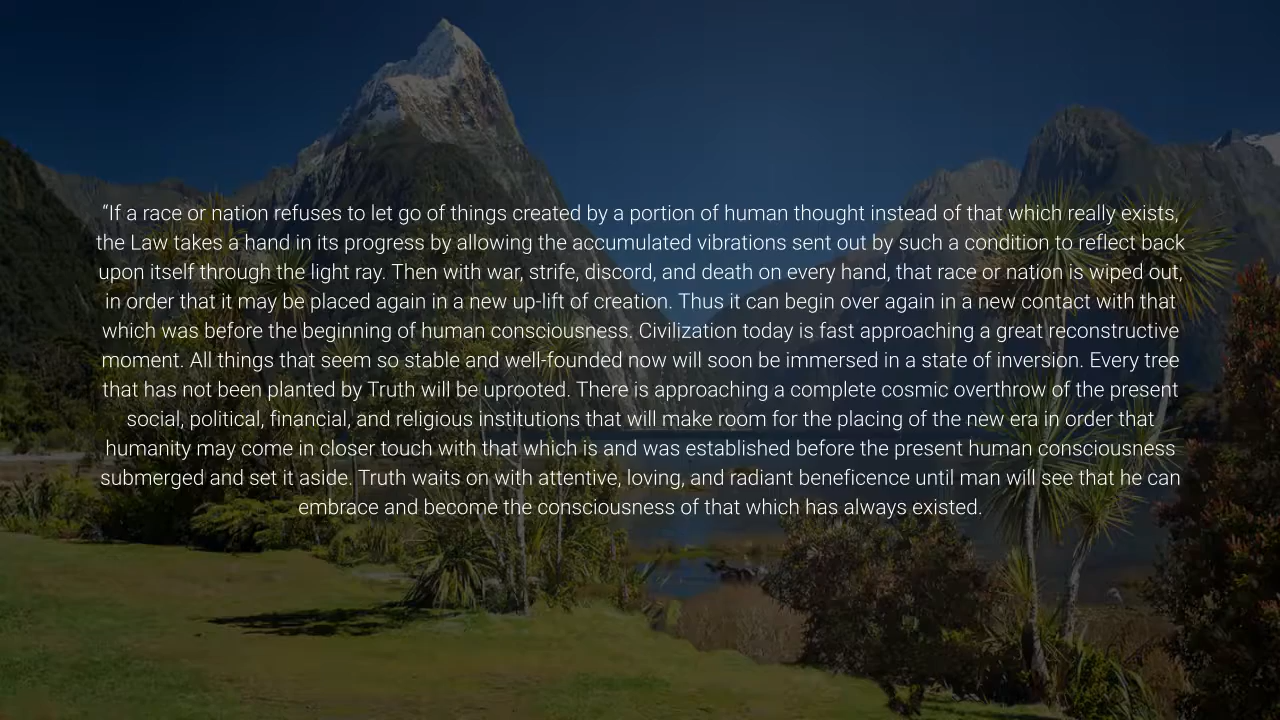 “If a race or nation refuses to let go of things created by a portion of human thought instead of that which really exists,
the Law takes a hand in its progress by allowing the accumulated vibrations sent out by such a condition to reflect back
upon itself through the light ray. Then with war, strife, discord, and death on every hand, that race or nation is wiped out,
in order that it may be placed again in a new up-lift of creation. Thus it can begin over again in a new contact with that
which was before the beginning of human consciousness. Civilization today is fast approaching a great reconstructive
moment. All things that seem so stable and well-founded now will soon be immersed in a state of inversion. Every tree
that has not been planted by Truth will be uprooted. There is approaching a complete cosmic overthrow of the present
social, political, financial, and religious institutions that will make room for the placing of the new era in order that
humanity may come in closer touch with that which is and was established before the present human consciousness
submerged and set it aside. Truth waits on with attentive, loving, and radiant beneficence until man will see that he can
embrace and become the consciousness of that which has always existed.